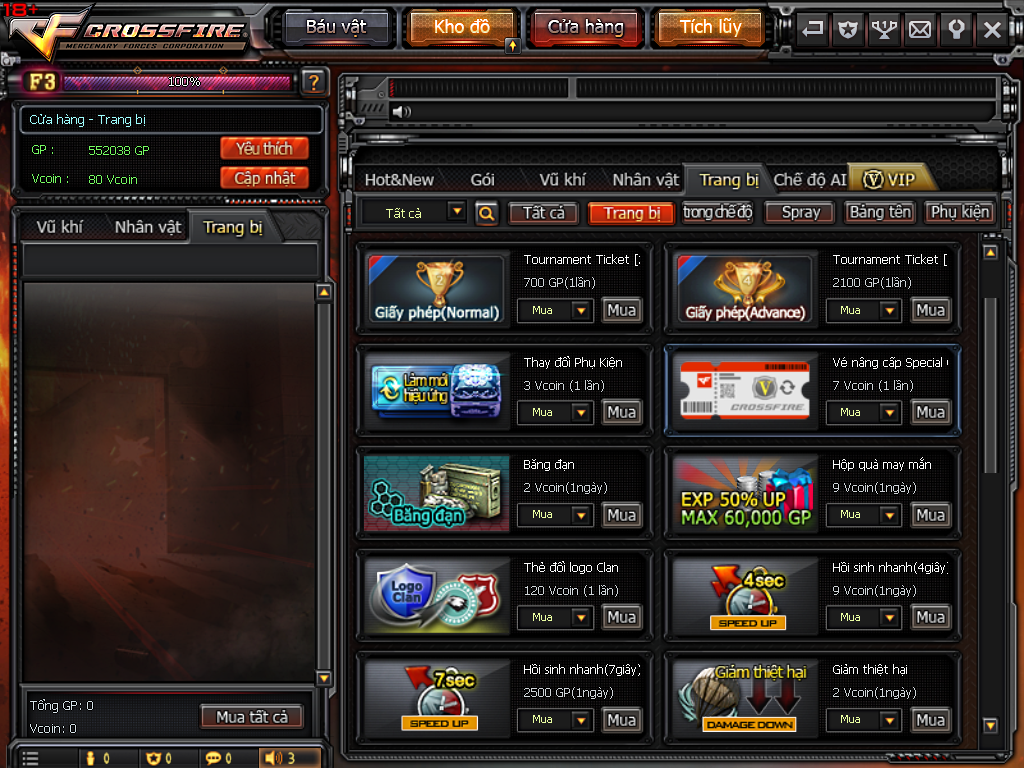 18+
CROSSFIRE
MERCENARY FORCES CORPORATION
Báu vật
Kho đồ
Cửa hàng
Tích lũy
F3
100%
?
Cửa hàng - Trang bị
GP : 552038 GP
Yêu thích
Vcoin : 80 Vcoin
Cập nhật
Vũ khí
Nhân vật
Trang bị
Tổng GP: 0
Vcoin: 0
Mua tất cả
0
0
0
3
Hot&New
Gói
Vũ khí
Nhân vật
Trang bị
Chế độ AI
V VIP
Tất cả
Tất cả
Trang bị
trong chế độ
Spray
Bảng tên
Phụ kiện
2
Giấy phép(Normal)
Tournament Ticket [
700 GP(1lần)
Mua
Mua
4
Giấy phép(Advance)
Tournament Ticket [
2100 GP(1lần)
Mua
Mua
Làm mới
hiệu ứng
Thay đổi Phụ Kiện
3 Vcoin (1 lần)
Mua
Mua
V
CROSSFIRE
Vé nâng cấp Special
7 Vcoin (1 lần)
Mua
Mua
Băng đạn
Băng đạn
2 Vcoin(1ngày)
Mua
Mua
EXP 50% UP
MAX 60,000 GP
Hộp quà may mắn
9 Vcoin(1ngày)
Mua
Mua
Logo
Clan
Thẻ đổi logo Clan
120 Vcoin (1 lần)
Mua
Mua
4sec
SPEED UP
Hồi sinh nhanh(4giây
9 Vcoin(1ngày)
Mua
Mua
7sec
SPEED UP
Hồi sinh nhanh(7giây)
2500 GP(1ngày)
Mua
Mua
Giảm thiệt hại
DAMAGE DOWN
Giảm thiệt hại
2 Vcoin(1ngày)
Mua
Mua